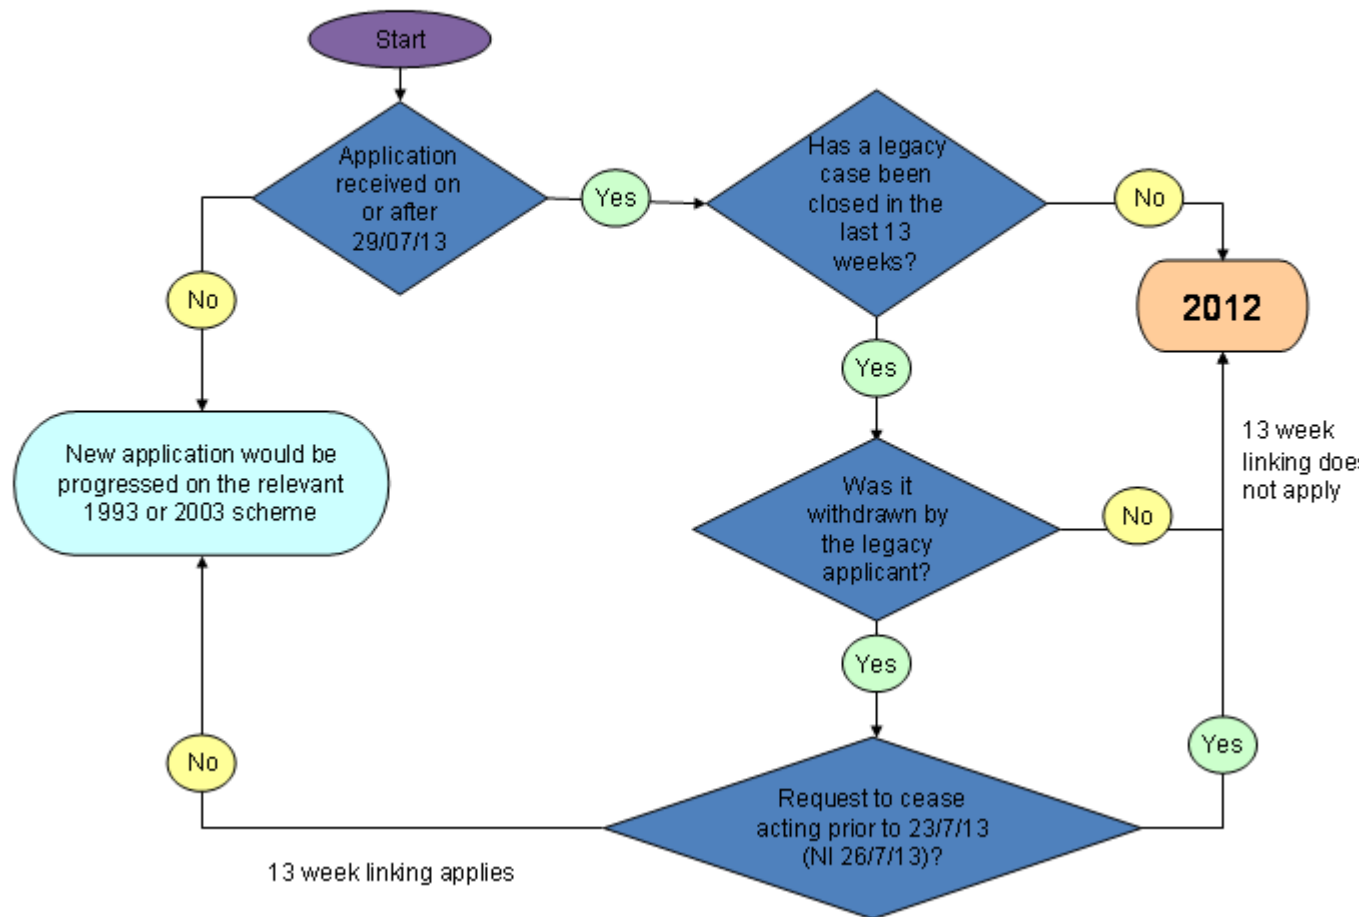 Start
Application
received on
or after
29/07/13
Yes
Has a legacy
case been
closed in the
last 13
weeks?
No
2012
No
Yes
New application would be
progressed on the relevant
1993 or 2003 scheme
Was it
withdrawn by
the legacy
applicant?
No
13 week
linking does
not apply
Yes
Yes
No
Request to cease
acting prior to 23/7/13
(NI 26/7/13)?
13 week linking applies